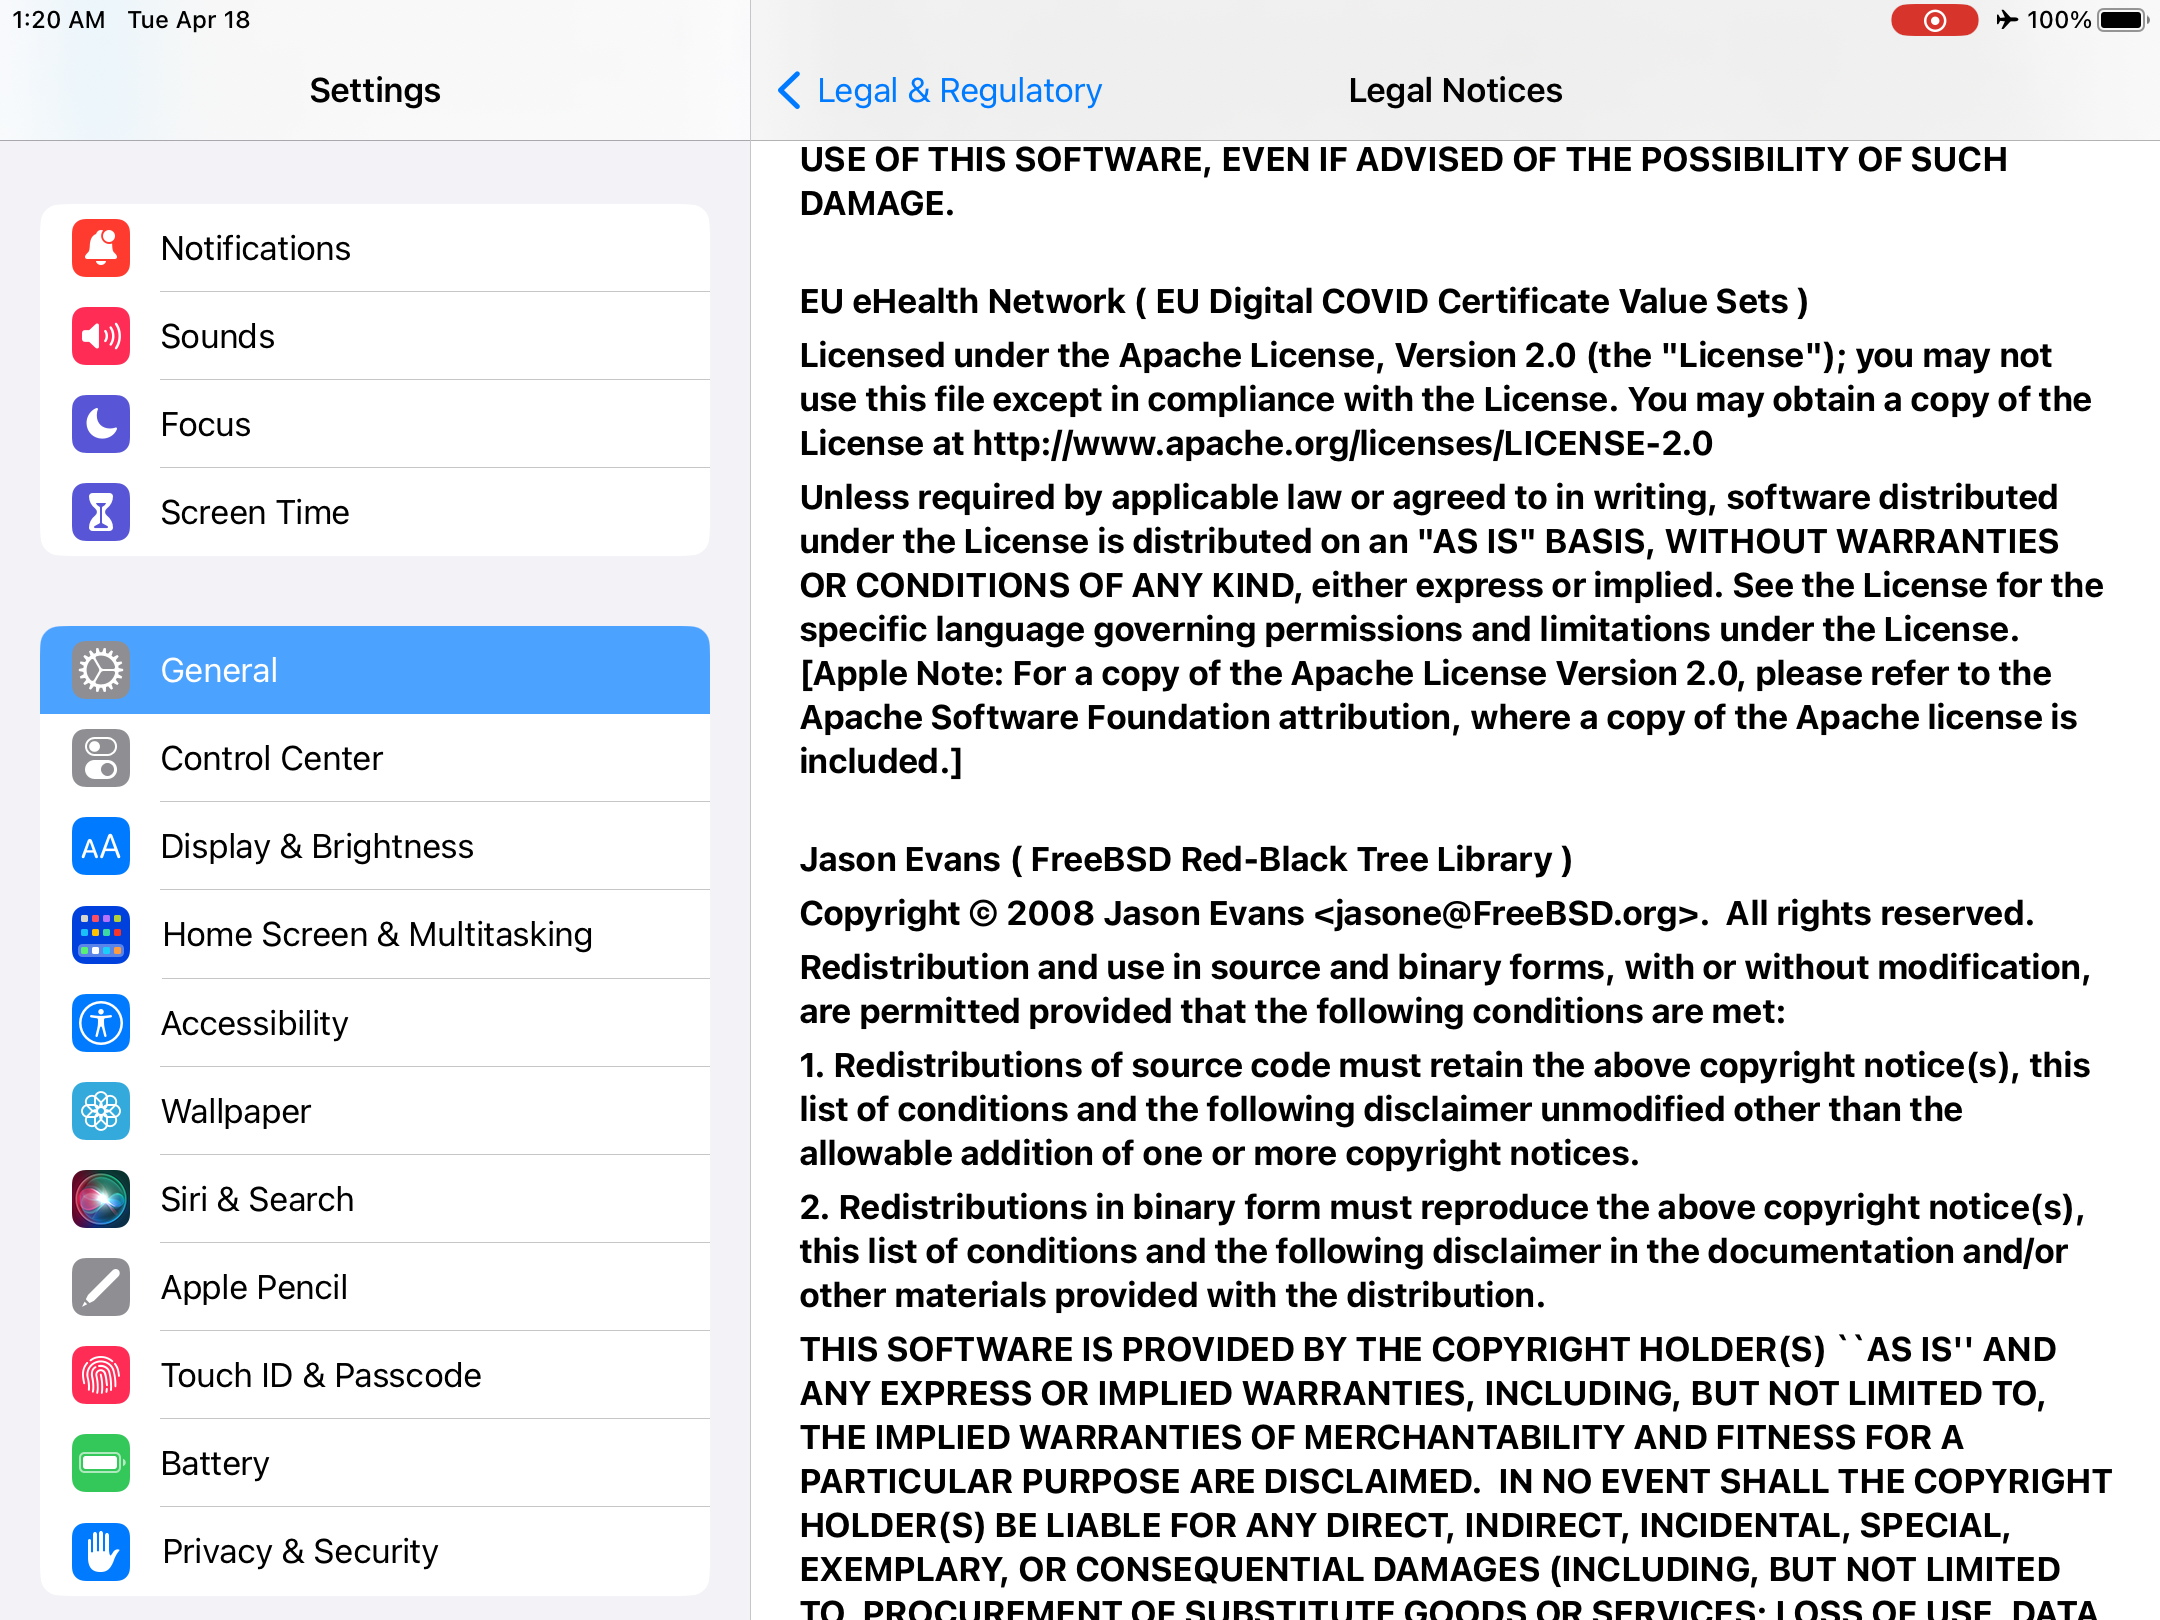 1:20 AM Tue Apr 18
100%
Settings
Notifications
Sounds
Focus
Screen Time
General
Control Center
Display & Brightness
Home Screen & Multitasking
Accessibility
Wallpaper
Siri & Search
Apple Pencil
Touch ID & Passcode
Battery
Privacy & Security
Legal & Regulatory
Legal Notices
USE OF THIS SOFTWARE, EVEN IF ADVISED OF THE POSSIBILITY OF SUCH
DAMAGE.
EU eHealth Network ( EU Digital COVID Certificate Value Sets )
Licensed under the Apache License, Version 2.0 (the "License"); you may not
use this file except in compliance with the License. You may obtain a copy of the
License at http://www.apache.org/licenses/LICENSE-2.0
Unless required by applicable law or agreed to in writing, software distributed
under the License is distributed on an "AS IS" BASIS, WITHOUT WARRANTIES
OR CONDITIONS OF ANY KIND, either express or implied. See the License for the
specific language governing permissions and limitations under the License.
[Apple Note: For a copy of the Apache License Version 2.0, please refer to the
Apache Software Foundation attribution, where a copy of the Apache license is
included.]
Jason Evans ( FreeBSD Red-Black Tree Library )
Copyright © 2008 Jason Evans <jasone@FreeBSD.org>.  All rights reserved.
Redistribution and use in source and binary forms, with or without modification,
are permitted provided that the following conditions are met:
1. Redistributions of source code must retain the above copyright notice(s), this
list of conditions and the following disclaimer unmodified other than the
allowable addition of one or more copyright notices.
2. Redistributions in binary form must reproduce the above copyright notice(s),
this list of conditions and the following disclaimer in the documentation and/or
other materials provided with the distribution.
THIS SOFTWARE IS PROVIDED BY THE COPYRIGHT HOLDER(S) ``AS IS'' AND
ANY EXPRESS OR IMPLIED WARRANTIES, INCLUDING, BUT NOT LIMITED TO,
THE IMPLIED WARRANTIES OF MERCHANTABILITY AND FITNESS FOR A
PARTICULAR PURPOSE ARE DISCLAIMED.  IN NO EVENT SHALL THE COPYRIGHT
HOLDER(S) BE LIABLE FOR ANY DIRECT, INDIRECT, INCIDENTAL, SPECIAL,
EXEMPLARY, OR CONSEQUENTIAL DAMAGES (INCLUDING, BUT NOT LIMITED
TO, PROCUREMENT OF SUBSTITUTE GOODS OR SERVICES; LOSS OF USE, DATA,